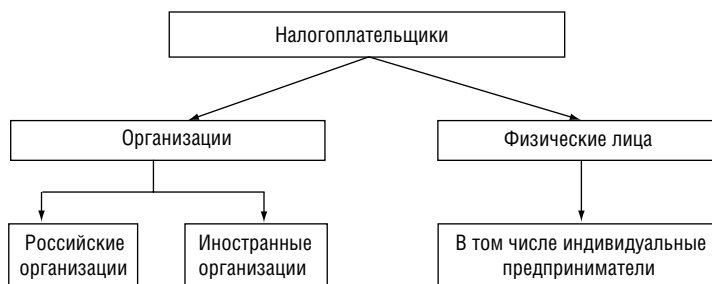 Налогоплательщики
Организации
Физические лица
Российские
организации
Иностранные
организации
В том числе индивидуальные
предприниматели